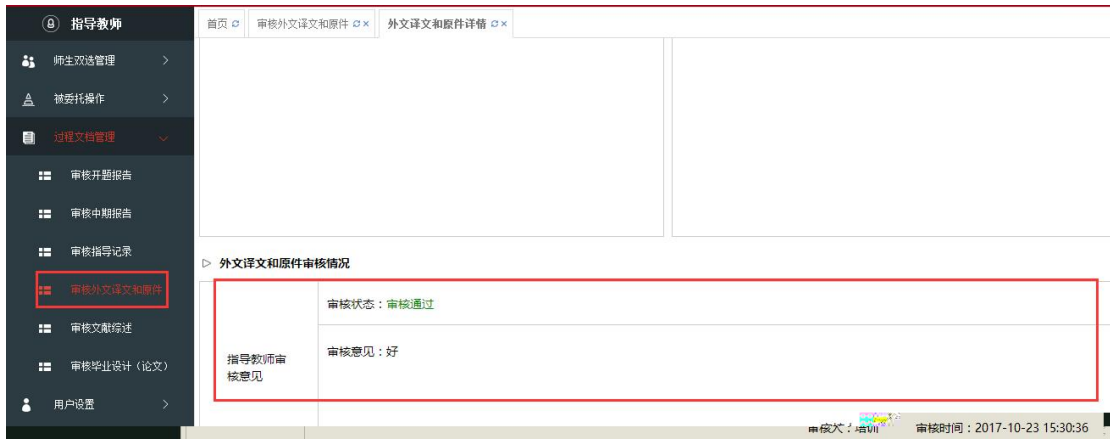 指导教师
首页 审核外文译文和原件 外文译文和原件详情
师生双选管理
被委托操作
过程文档管理
审核开题报告
审核中期报告
审核指导记录
审核外文译文和原件
审核文献综述
审核毕业设计（论文）
用户设置
外文译文和原件审核情况
审核状态：审核通过
指导教师审
核意见
审核意见：好
审核时间：2017-10-23 15:30:36